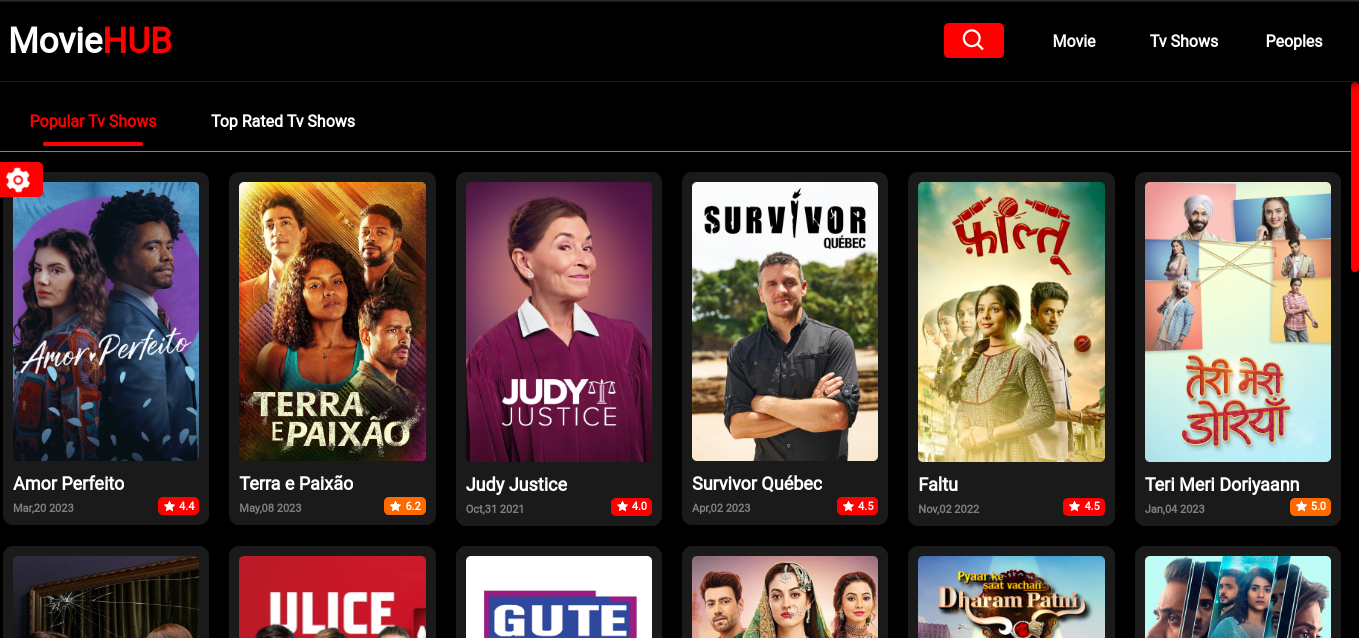 MovieHUB
Movie
Tv Shows
Peoples
Popular Tv Shows
Top Rated Tv Shows
Amor Perfeito
TERRA
E PAIXÃO
JUDY
JUSTICE
SURVIVOR
QUÉBEC
फ़ालतू
तेरी मेरी
डोरियाँ
Amor Perfeito
Mar,20 2023
4.4
Terra e Paixão
May,08 2023
6.2
Judy Justice
Oct,31 2021
4.0
Survivor Québec
Apr,02 2023
4.5
Faltu
Nov,02 2022
4.5
Teri Meri Doriyaann
Jan,04 2023
5.0
ULICE
GUTE
Pyaar ke
saat vachan
Dharam Patni